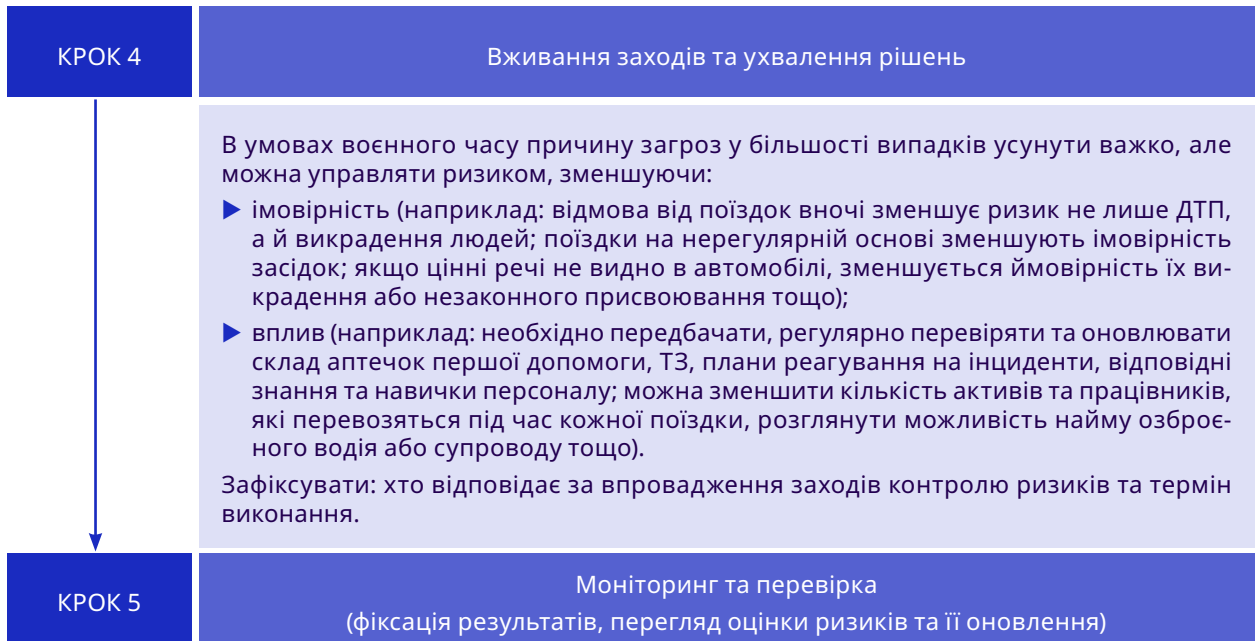 КРОК 4
Вживання заходів та ухвалення рішень
В умовах воєнного часу причину загроз у більшості випадків усунути важко, але
можна управляти ризиком, зменшуючи:
▶ імовірність (наприклад: відмова від поїздок вночі зменшує ризик не лише ДТП,
а й викрадення людей; поїздки на нерегулярній основі зменшують імовірність
засідок; якщо цінні речі не видно в автомобілі, зменшується ймовірність їх ви-
крадення або незаконного присвоювання тощо);
▶ вплив (наприклад: необхідно передбачати, регулярно перевіряти та оновлювати
склад аптечок першої допомоги, ТЗ, плани реагування на інциденти, відповідні
знання та навички персоналу; можна зменшити кількість активів та працівників,
які перевозяться під час кожної поїздки, розглянути можливість найму озброє-
ного водія або супроводу тощо).
Зафіксувати: хто відповідає за впровадження заходів контролю ризиків та термін
виконання.
КРОК 5
Моніторинг та перевірка
(фіксація результатів, перегляд оцінки ризиків та її оновлення)